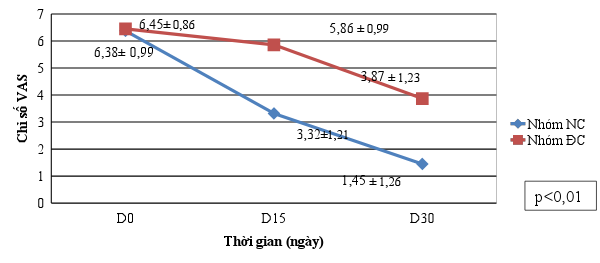 7
6
5
4
3
2
1
0
Chỉ số VAS
6,45± 0,86
6,38± 0,99
5,86 ± 0,99
3,87 ± 1,23
3,32±1,21
1,45 ± 1,26
D0
D15
D30
Thời gian (ngày)
Nhóm NC
Nhóm ĐC
p<0,01